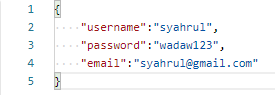 1 {
2 "username":"syahrul",
3 "password":"wadaw123",
4 "email":"syahrul@gmail.com"
5 }